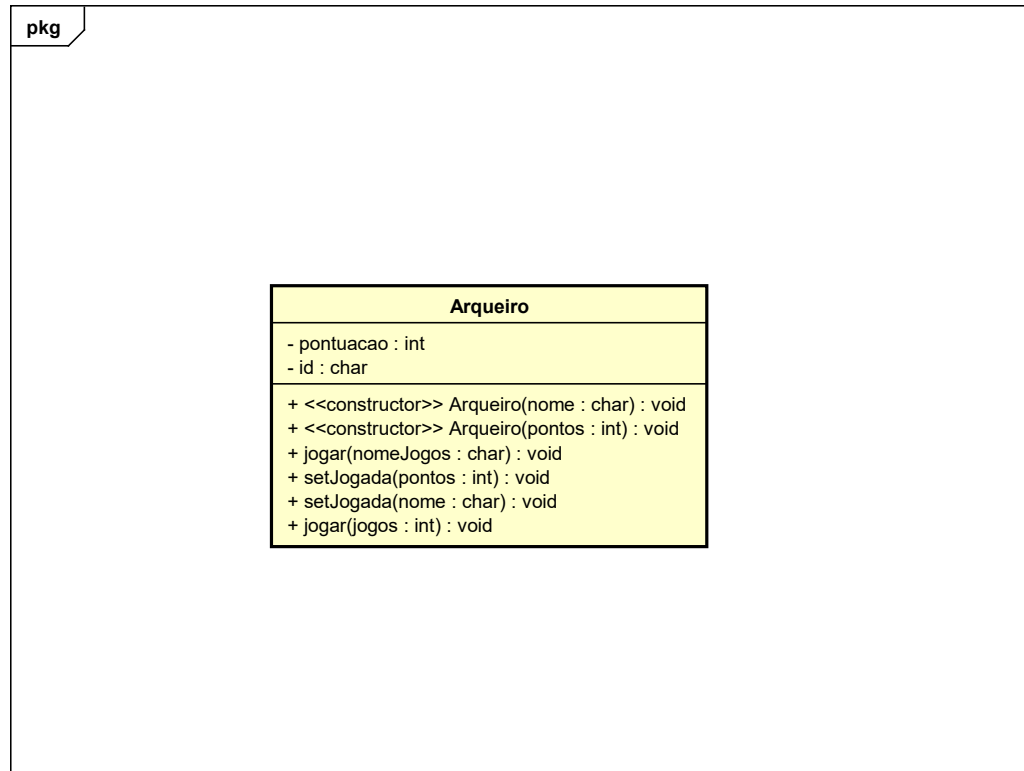 pkg
Arqueiro
- pontuacao : int
- id : char
+ <<constructor>> Arqueiro(nome : char) : void
+ <<constructor>> Arqueiro(pontos : int) : void
+ jogar(nomeJogos : char) : void
+ setJogada(pontos : int) : void
+ setJogada(nome : char) : void
+ jogar(jogos : int) : void